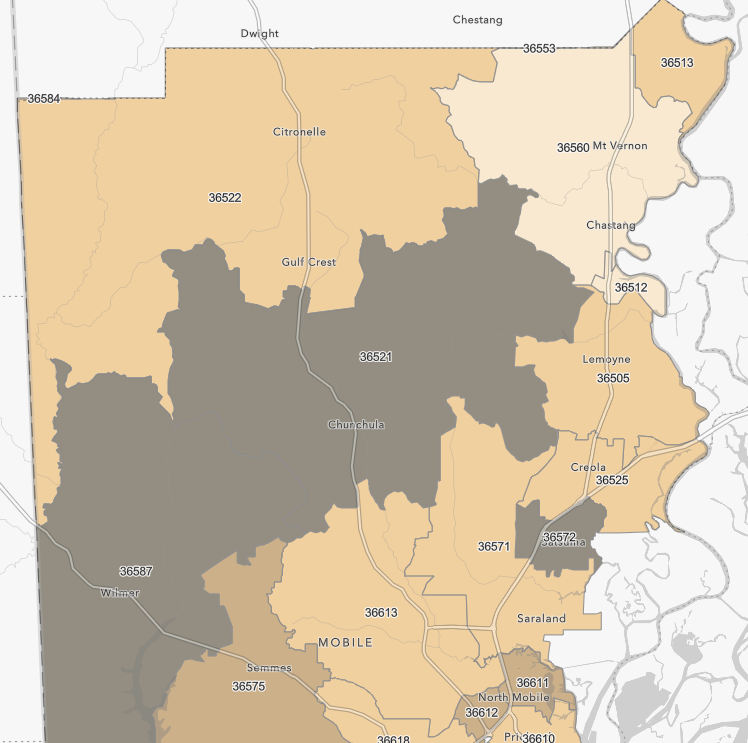 Chestang
Dwight
36553
36513
36584
Citronelle
36560
Mt Vernon
36522
Chastang
Gulf Crest
36512
36521
Lemoyne
36505
Chunchula
Creola
36525
36572
Satsuma
36571
36587
Wilmer
36613
Saraland
MOBILE
Semmes
36575
36611
North Mobile
36612
36618
36610